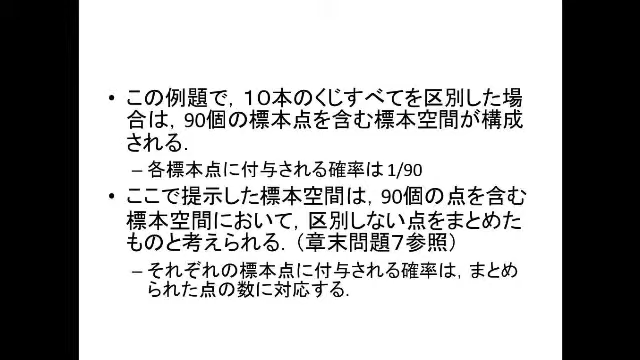 • この例題で，１０本のくじすべてを区別した場
合は，90個の標本点を含む標本空間が構成
される．
– 各標本点に付与される確率は 1/90
• ここで提示した標本空間は，90個の点を含む
標本空間において，区別しない点をまとめた
ものと考えられる．（章末問題７参照）
– それぞれの標本点に付与される確率は，まとめ
られた点の数に対応する．